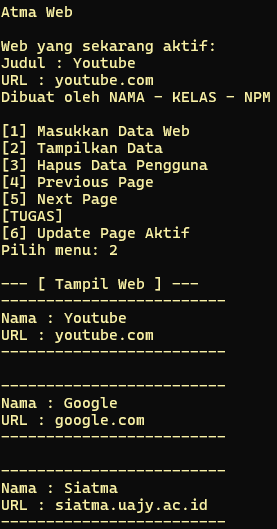 Atma Web
Web yang sekarang aktif:
Judul : Youtube
URL : youtube.com
Dibuat oleh NAMA - KELAS - NPM
[1] Masukkan Data Web
[2] Tampilkan Data
[3] Hapus Data Pengguna
[4] Previous Page
[5] Next Page
[TUGAS]
[6] Update Page Aktif
Pilih menu: 2
--- [ Tampil Web ] ---
-------------------------
Nama : Youtube
URL : youtube.com
-------------------------
-------------------------
Nama : Google
URL : google.com
-------------------------
-------------------------
Nama : Siatma
URL : siatma.uajy.ac.id
-------------------------